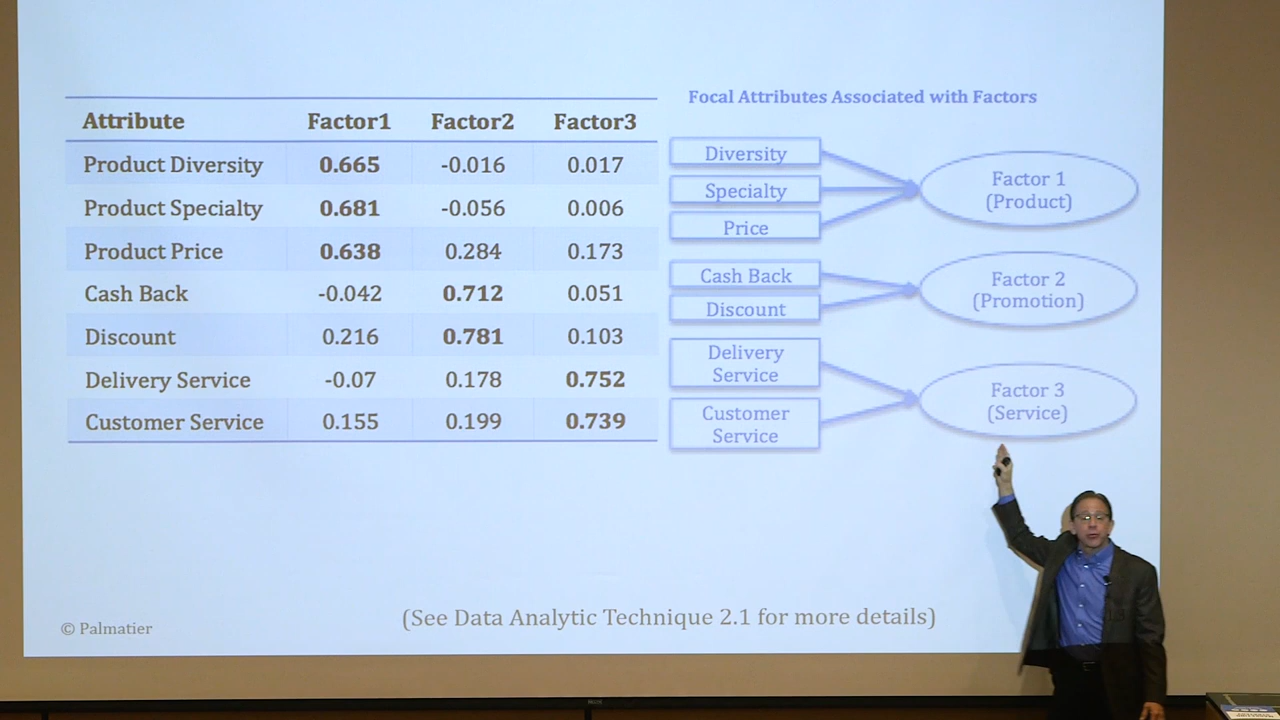 Attribute Factor1 Factor2 Factor3
Product Diversity 0.665 -0.016 0.017
Product Specialty 0.681 -0.056 0.006
Product Price 0.638 0.284 0.173
Cash Back -0.042 0.712 0.051
Discount 0.216 0.781 0.103
Delivery Service -0.07 0.178 0.752
Customer Service 0.155 0.199 0.739
Focal Attributes Associated with Factors
Diversity
Specialty
Price
Factor 1
(Product)
Cash Back
Discount
Factor 2
(Promotion)
Delivery
Service
Customer
Service
Factor 3
(Service)
(See Data Analytic Technique 2.1 for more details)
© Palmatier